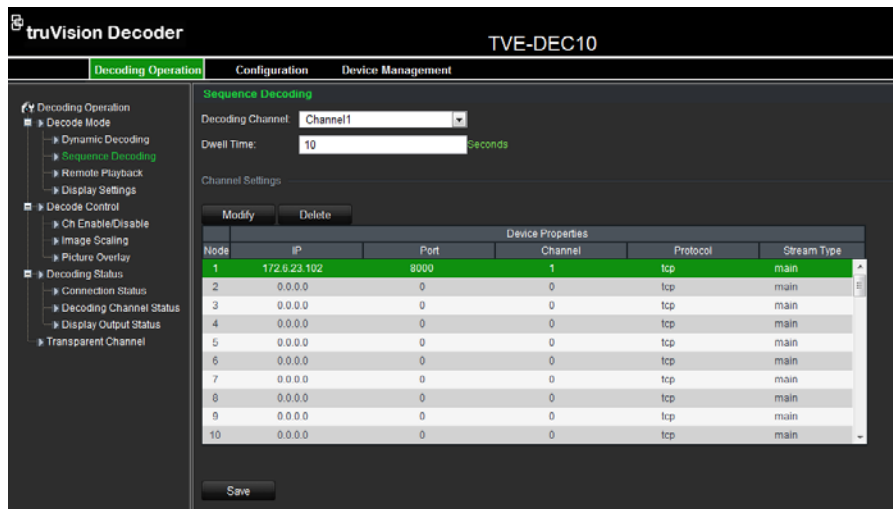 truVision Decoder
TVE-DEC10
Decoding Operation Configuration Device Management
Decoding Operation
Decode Mode
Dynamic Decoding
Sequence Decoding
Remote Playback
Display Settings
Decode Control
Ch Enable/Disable
Image Scaling
Picture Overlay
Decoding Status
Connection Status
Decoding Channel Status
Display Output Status
Transparent Channel
Sequence Decoding
Decoding Channel: Channel1
Dwell Time: 10 Seconds
Channel Settings
Modify Delete
Device Properties
Node IP Port Channel Protocol Stream Type
1 172.6.23.102 8000 1 tcp main
2 0.0.0.0 0 0 tcp main
3 0.0.0.0 0 0 tcp main
4 0.0.0.0 0 0 tcp main
5 0.0.0.0 0 0 tcp main
6 0.0.0.0 0 0 tcp main
7 0.0.0.0 0 0 tcp main
8 0.0.0.0 0 0 tcp main
9 0.0.0.0 0 0 tcp main
10 0.0.0.0 0 0 tcp main
Save